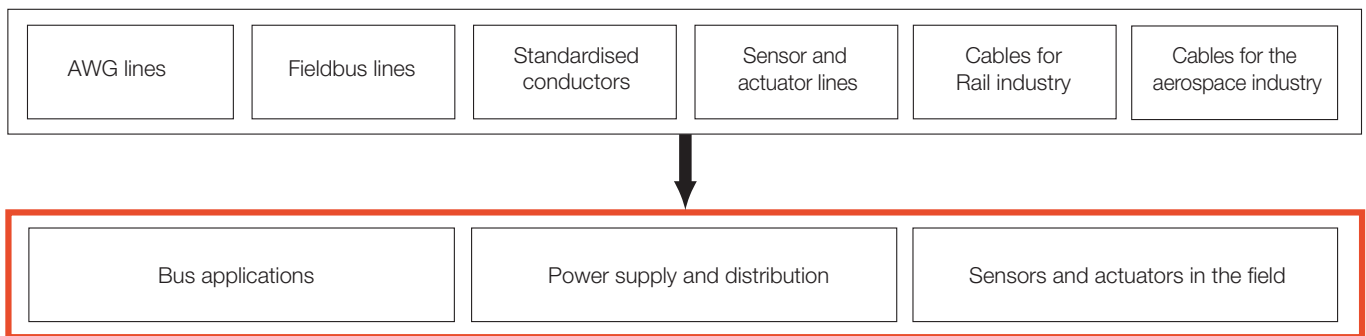 AWG lines
Fieldbus lines
Standardised
conductors
Sensor and
actuator lines
Cables for
Rail industry
Cables for the
aerospace industry
Bus applications
Power supply and distribution
Sensors and actuators in the field